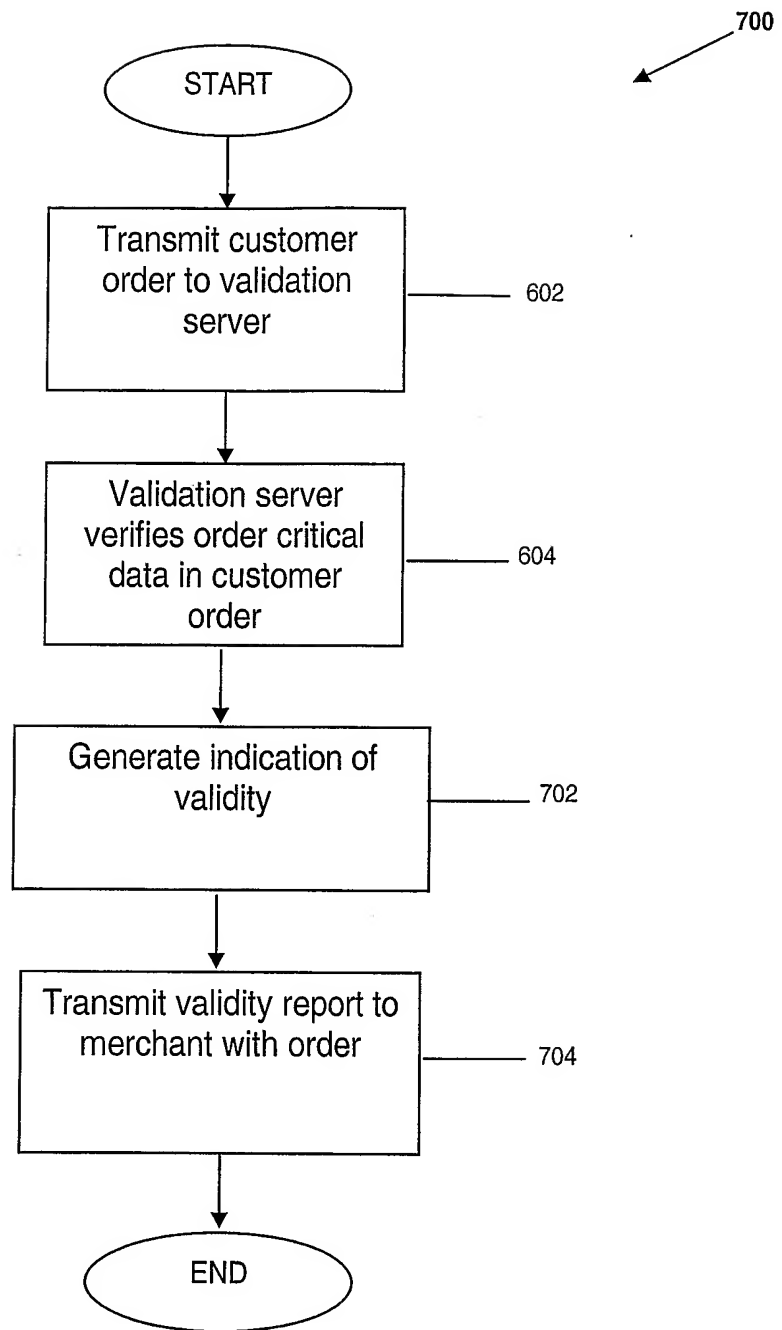 700
START
Transmit customer
order to validation
server
602
Validation server
verifies order critical
data in customer
order
604
Generate indication of
validity
702
Transmit validity report to
merchant with order
704
END